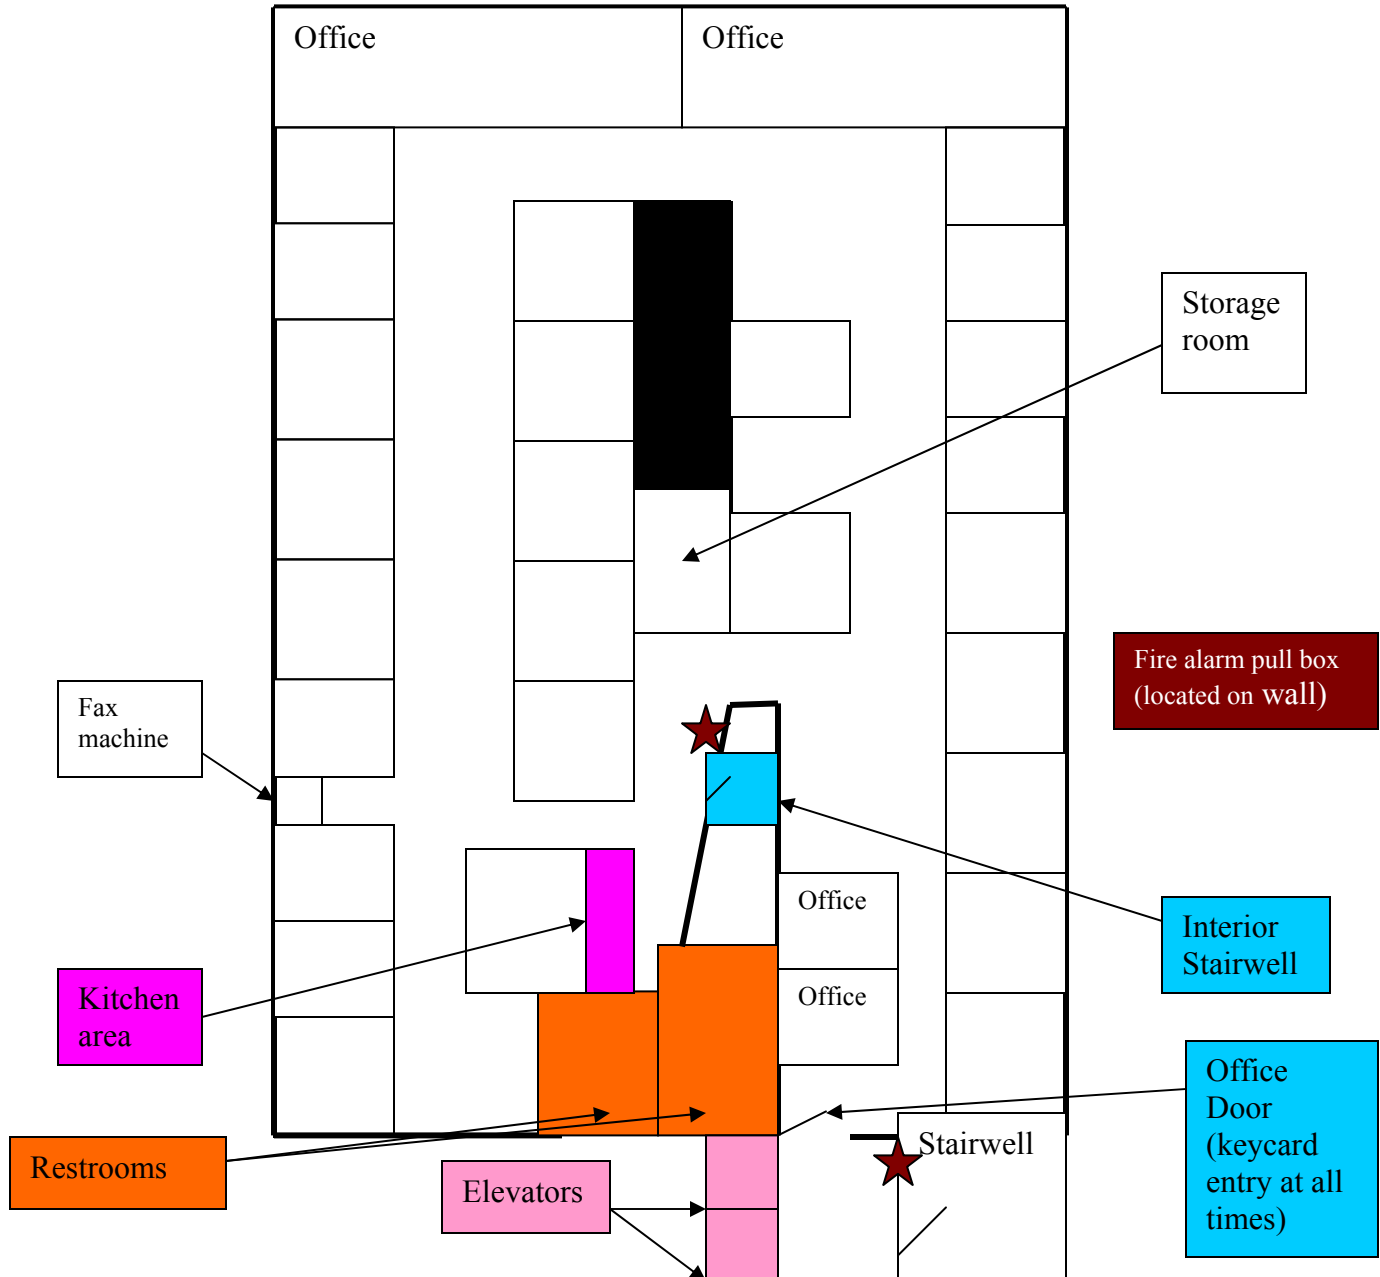 Office
Office
Storage
room
Fire alarm pull box
(located on wall)
Fax
machine
Office
Interior
Stairwell
Kitchen
area
Office
Office
Door
(keycard
entry at all
times)
Stairwell
Restrooms
Elevators